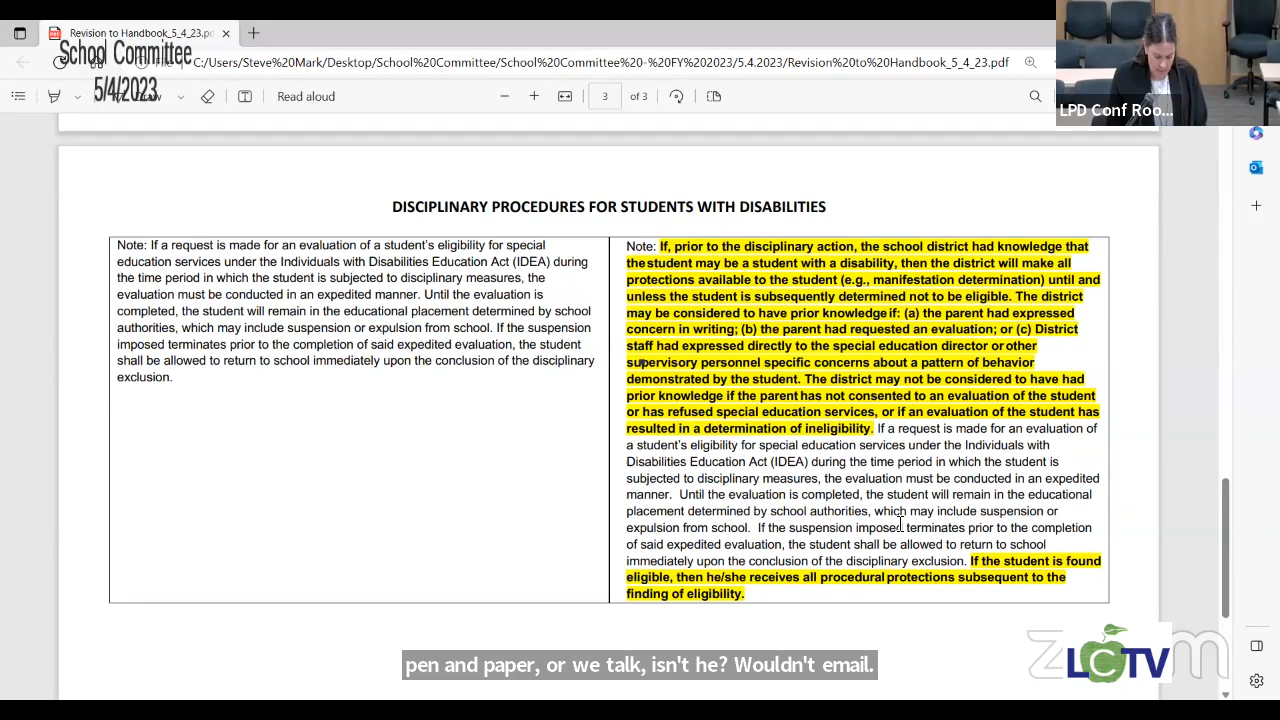 Revision to Handbook_5_4_23.pd
School Committee
5/4/2023
C:/Users/Steve%20Mark/Desktop/School%20Committee/School%20Committee%20-%20FY%202023/5.4.2023/Revision%20to%20Handbook_5_4_23.pdf
Draw
Read aloud
3 of 3
LPD Conf Roo...
DISCIPLINARY PROCEDURES FOR STUDENTS WITH DISABILITIES
Note: If a request is made for an evaluation of a student's eligibility for special
education services under the Individuals with Disabilities Education Act (IDEA) during
the time period in which the student is subjected to disciplinary measures, the
evaluation must be conducted in an expedited manner. Until the evaluation is
completed, the student will remain in the educational placement determined by school
authorities, which may include suspension or expulsion from school. If the suspension
imposed terminates prior to the completion of said expedited evaluation, the student
shall be allowed to return to school immediately upon the conclusion of the disciplinary
exclusion.
Note: If, prior to the disciplinary action, the school district had knowledge that
the student may be a student with a disability, then the district will make all
protections available to the student (e.g., manifestation determination) until and
unless the student is subsequently determined not to be eligible. The district
may be considered to have prior knowledge if: (a) the parent had expressed
concern in writing; (b) the parent had requested an evaluation; or (c) District
staff had expressed directly to the special education director or other
supervisory personnel specific concerns about a pattern of behavior
demonstrated by the student. The district may not be considered to have had
prior knowledge if the parent has not consented to an evaluation of the student
or has refused special education services, or if an evaluation of the student has
resulted in a determination of ineligibility. If a request is made for an evaluation of
a student's eligibility for special education services under the Individuals with
Disabilities Education Act (IDEA) during the time period in which the student is
subjected to disciplinary measures, the evaluation must be conducted in an expedited
manner. Until the evaluation is completed, the student will remain in the educational
placement determined by school authorities, which may include suspension or
expulsion from school. If the suspension imposed terminates prior to the completion
of said expedited evaluation, the student shall be allowed to return to school
immediately upon the conclusion of the disciplinary exclusion. If the student is found
eligible, then he/she receives all procedural protections subsequent to the
finding of eligibility.
zoom
LCTV
pen and paper, or we talk, isn't he? Wouldn't email.